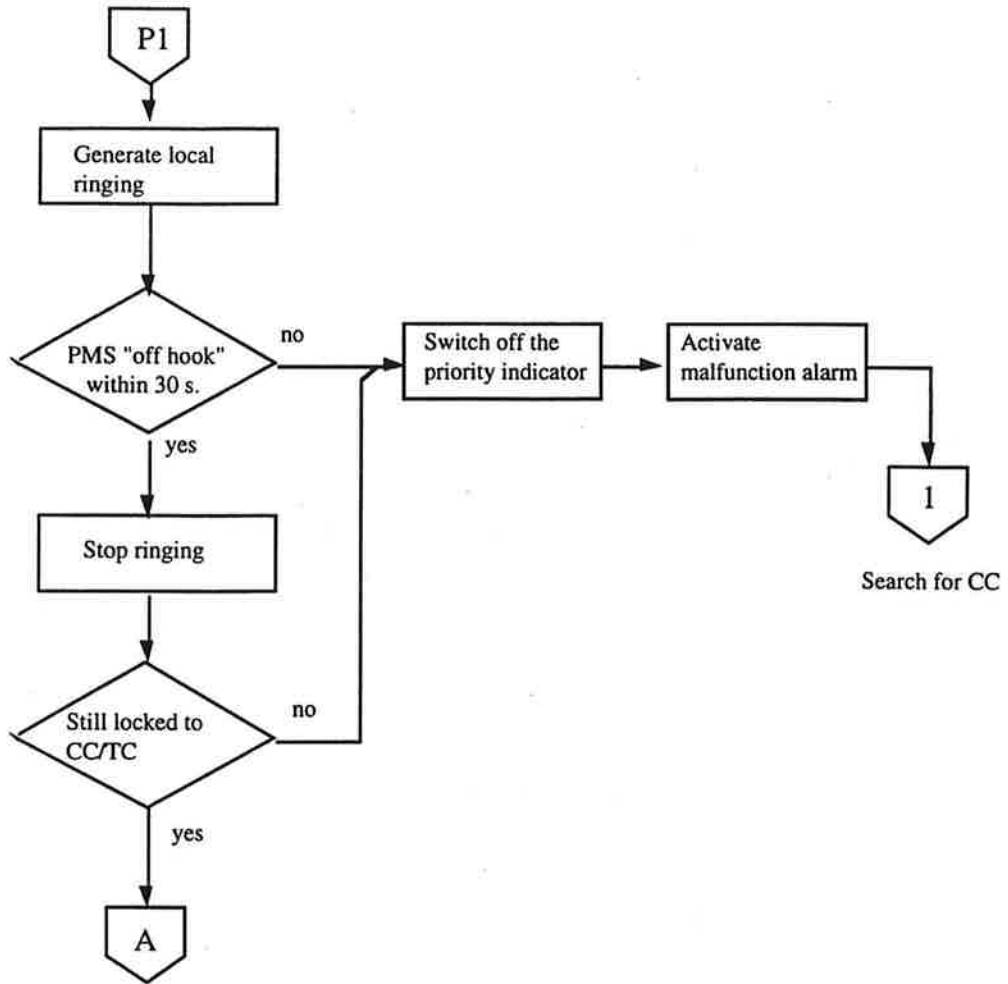 P1
Generate local
ringing
PMS "off hook"
within 30 s.
no
Switch off the
priority indicator
Activate
malfunction alarm
yes
1
Search for CC
Stop ringing
Still locked to
CC/TC
no
yes
A